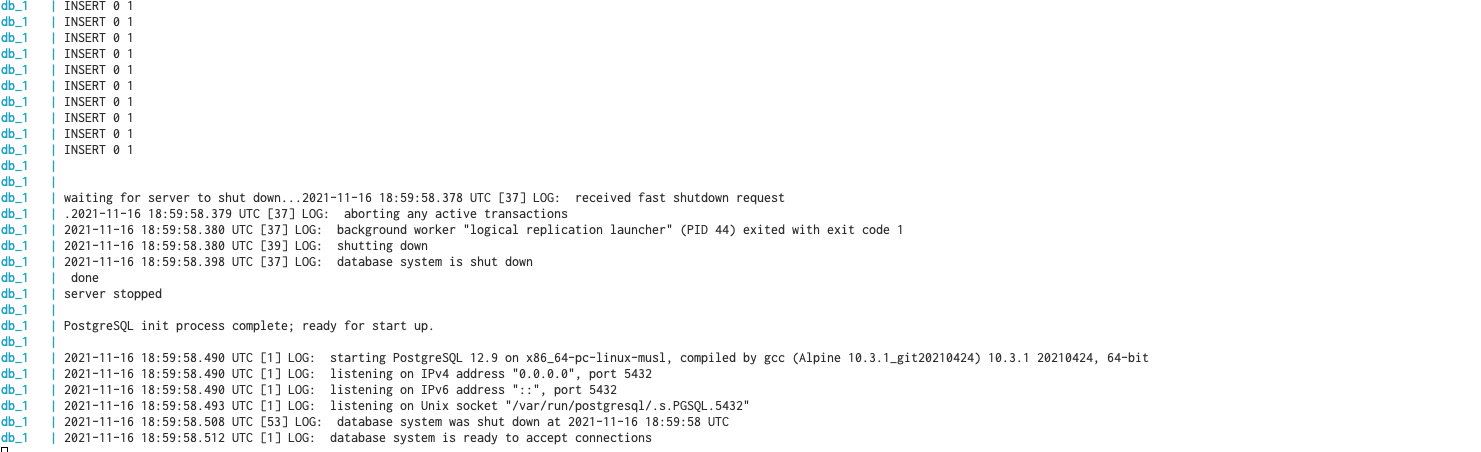 db_1 | INSERT 0 1
db_1 | INSERT 0 1
db_1 | INSERT 0 1
db_1 | INSERT 0 1
db_1 | INSERT 0 1
db_1 | INSERT 0 1
db_1 | INSERT 0 1
db_1 | INSERT 0 1
db_1 | INSERT 0 1
db_1 | INSERT 0 1
db_1 |
db_1 |
db_1 | waiting for server to shut down...2021-11-16 18:59:58.378 UTC [37] LOG:  received fast shutdown request
db_1 | .2021-11-16 18:59:58.379 UTC [37] LOG:  aborting any active transactions
db_1 | 2021-11-16 18:59:58.380 UTC [37] LOG:  background worker "logical replication launcher" (PID 44) exited with exit code 1
db_1 | 2021-11-16 18:59:58.380 UTC [39] LOG:  shutting down
db_1 | 2021-11-16 18:59:58.398 UTC [37] LOG:  database system is shut down
db_1 |  done
db_1 | server stopped
db_1 |
db_1 | PostgreSQL init process complete; ready for start up.
db_1 |
db_1 | 2021-11-16 18:59:58.490 UTC [1] LOG:  starting PostgreSQL 12.9 on x86_64-pc-linux-musl, compiled by gcc (Alpine 10.3.1_git20210424) 10.3.1 20210424, 64-bit
db_1 | 2021-11-16 18:59:58.490 UTC [1] LOG:  listening on IPv4 address "0.0.0.0", port 5432
db_1 | 2021-11-16 18:59:58.490 UTC [1] LOG:  listening on IPv6 address "::", port 5432
db_1 | 2021-11-16 18:59:58.493 UTC [1] LOG:  listening on Unix socket "/var/run/postgresql/.s.PGSQL.5432"
db_1 | 2021-11-16 18:59:58.508 UTC [53] LOG:  database system was shut down at 2021-11-16 18:59:58 UTC
db_1 | 2021-11-16 18:59:58.512 UTC [1] LOG:  database system is ready to accept connections